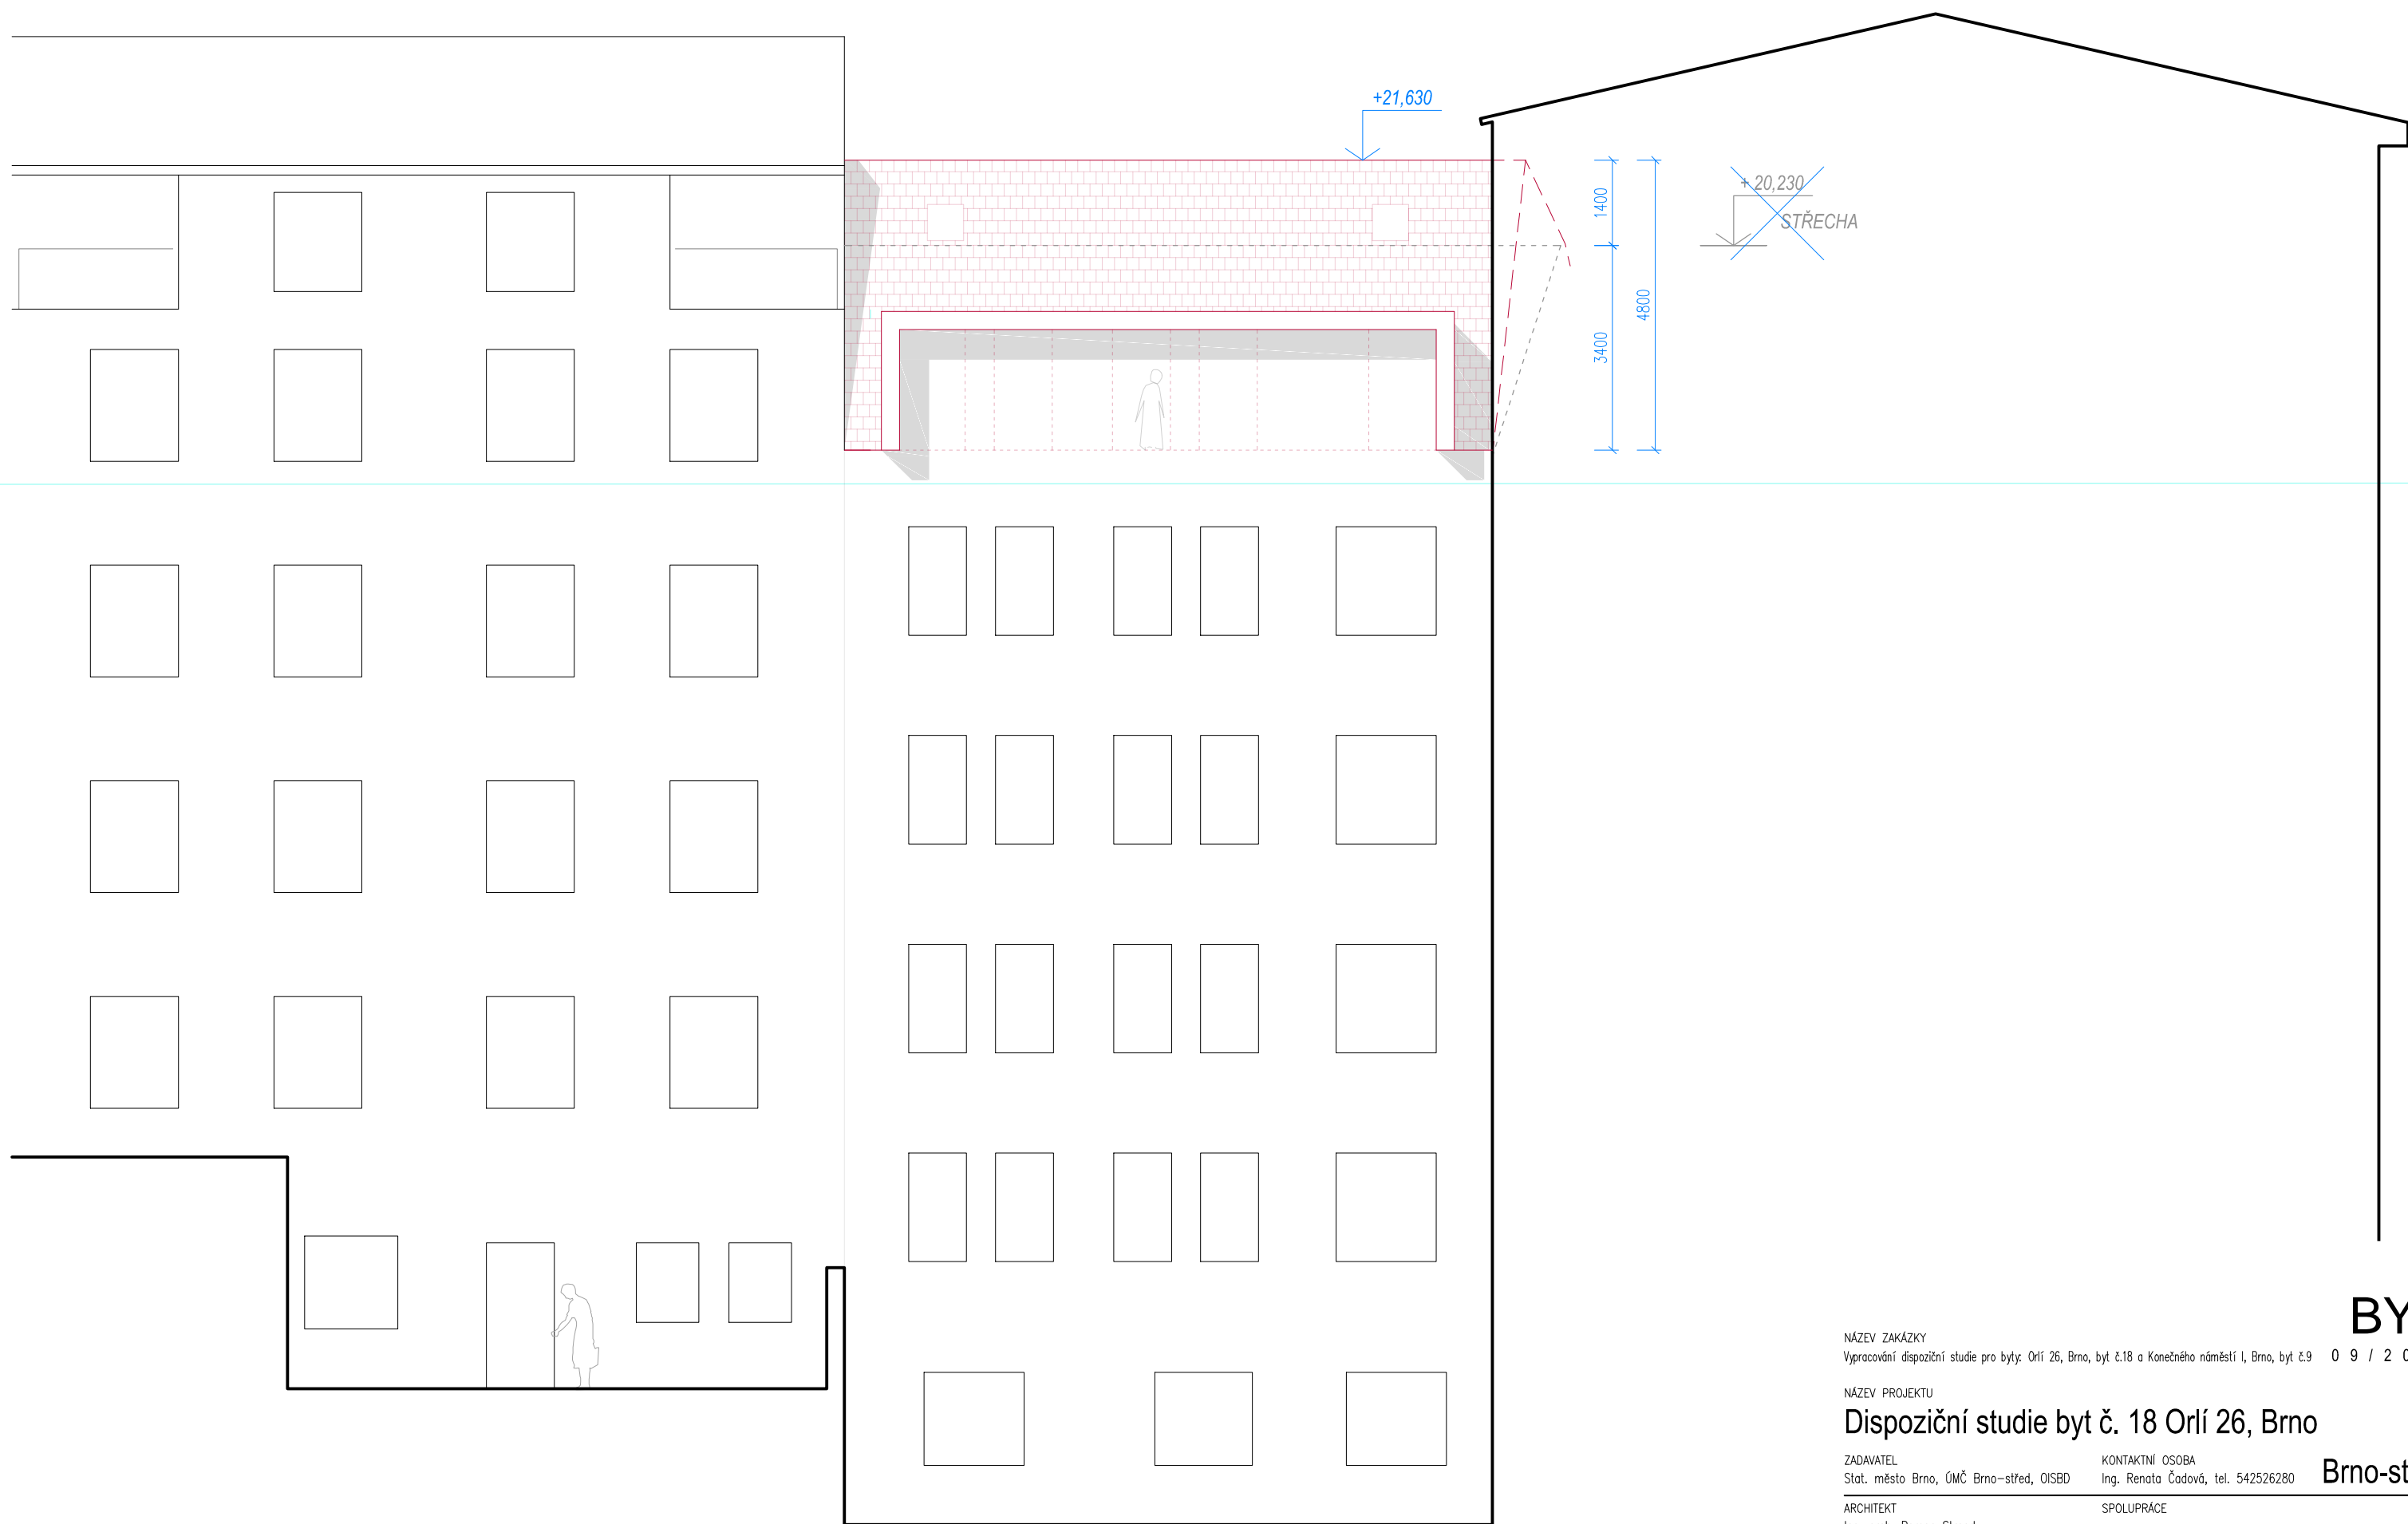 +21,630
+ 20,230
STŘECHA
1400
4800
3400
BY
NÁZEV ZAKÁZKY
Vypracování dispoziční studie pro byty: Orlí 26, Brno, byt č.18 a Konečného náměstí I, Brno, byt č.9 0 9 / 2 0
NÁZEV PROJEKTU
Dispoziční studie byt č. 18 Orlí 26, Brno
ZADAVATEL KONTAKTNÍ OSOBA
Stat. město Brno, ÚMČ Brno-střed, OISBD Ing. Renata Čadová, tel. 542526280 Brno-st
ARCHITEKT SPOLUPRÁCE